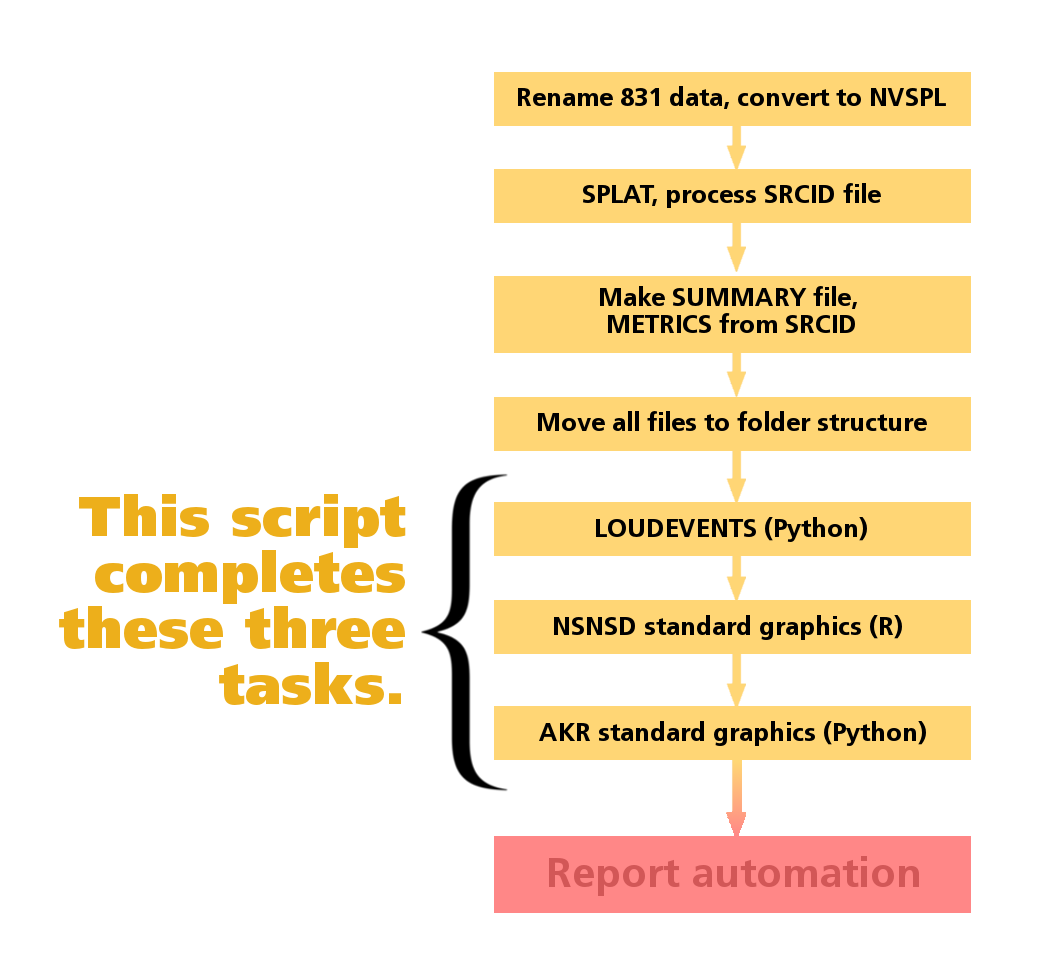 Rename 831 data, convert to NVSPL
SPLAT, process SRCID file
Make SUMMARY file,
METRICS from SRCID
Move all files to folder structure
This script
completes
these three
tasks.
LOUDEVENTS (Python)
NSNSD standard graphics (R)
AKR standard graphics (Python)
Report automation